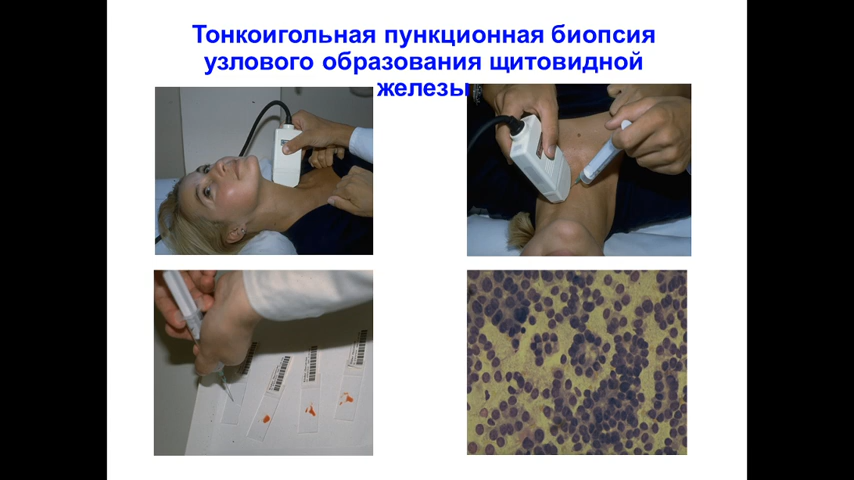 Тонкоигольная пункционная биопсия
узлового образования щитовидной
железы